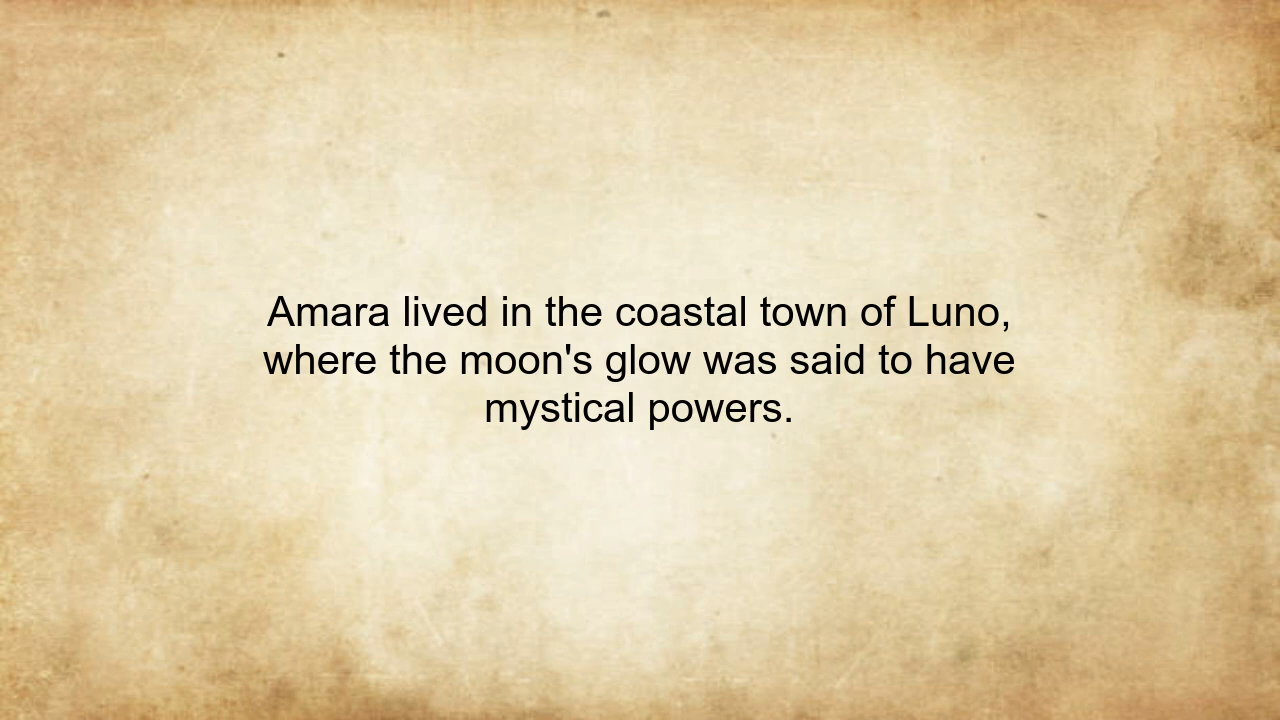 Amara lived in the coastal town of Luno,
where the moon's glow was said to have
mystical powers.